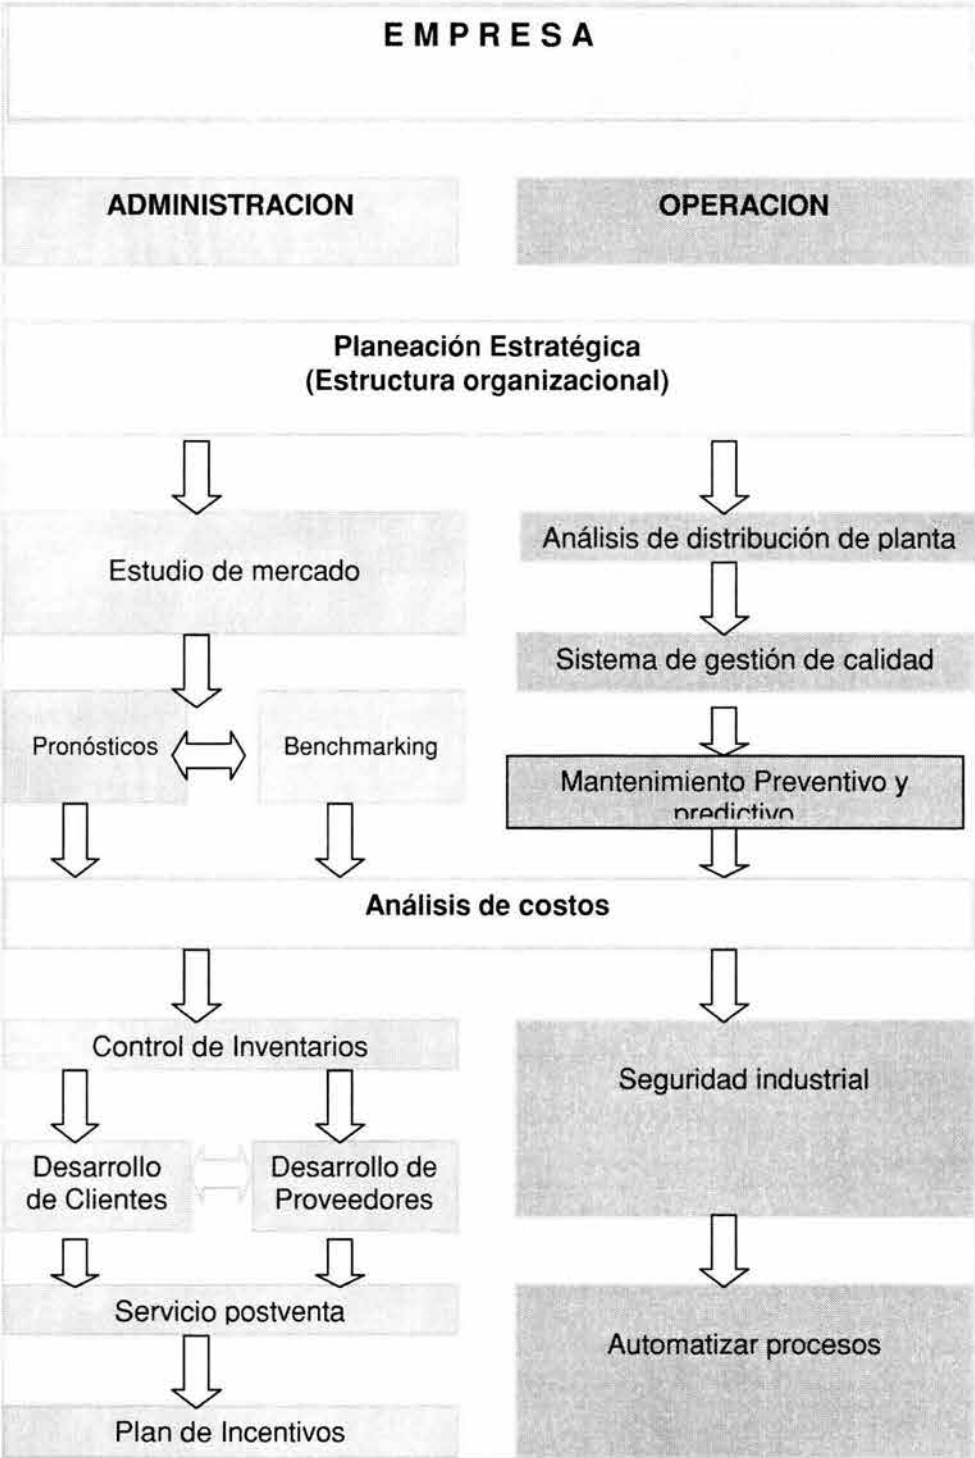 E M P R E S A
ADMINISTRACION
OPERACION
Planeación Estratégica
(Estructura organizacional)
Estudio de mercado
Análisis de distribución de planta
Sistema de gestión de calidad
Pronósticos
Benchmarking
Mantenimiento Preventivo y
predictivo
Análisis de costos
Control de Inventarios
Seguridad industrial
Desarrollo
de Clientes
Desarrollo de
Proveedores
Servicio postventa
Automatizar procesos
Plan de Incentivos